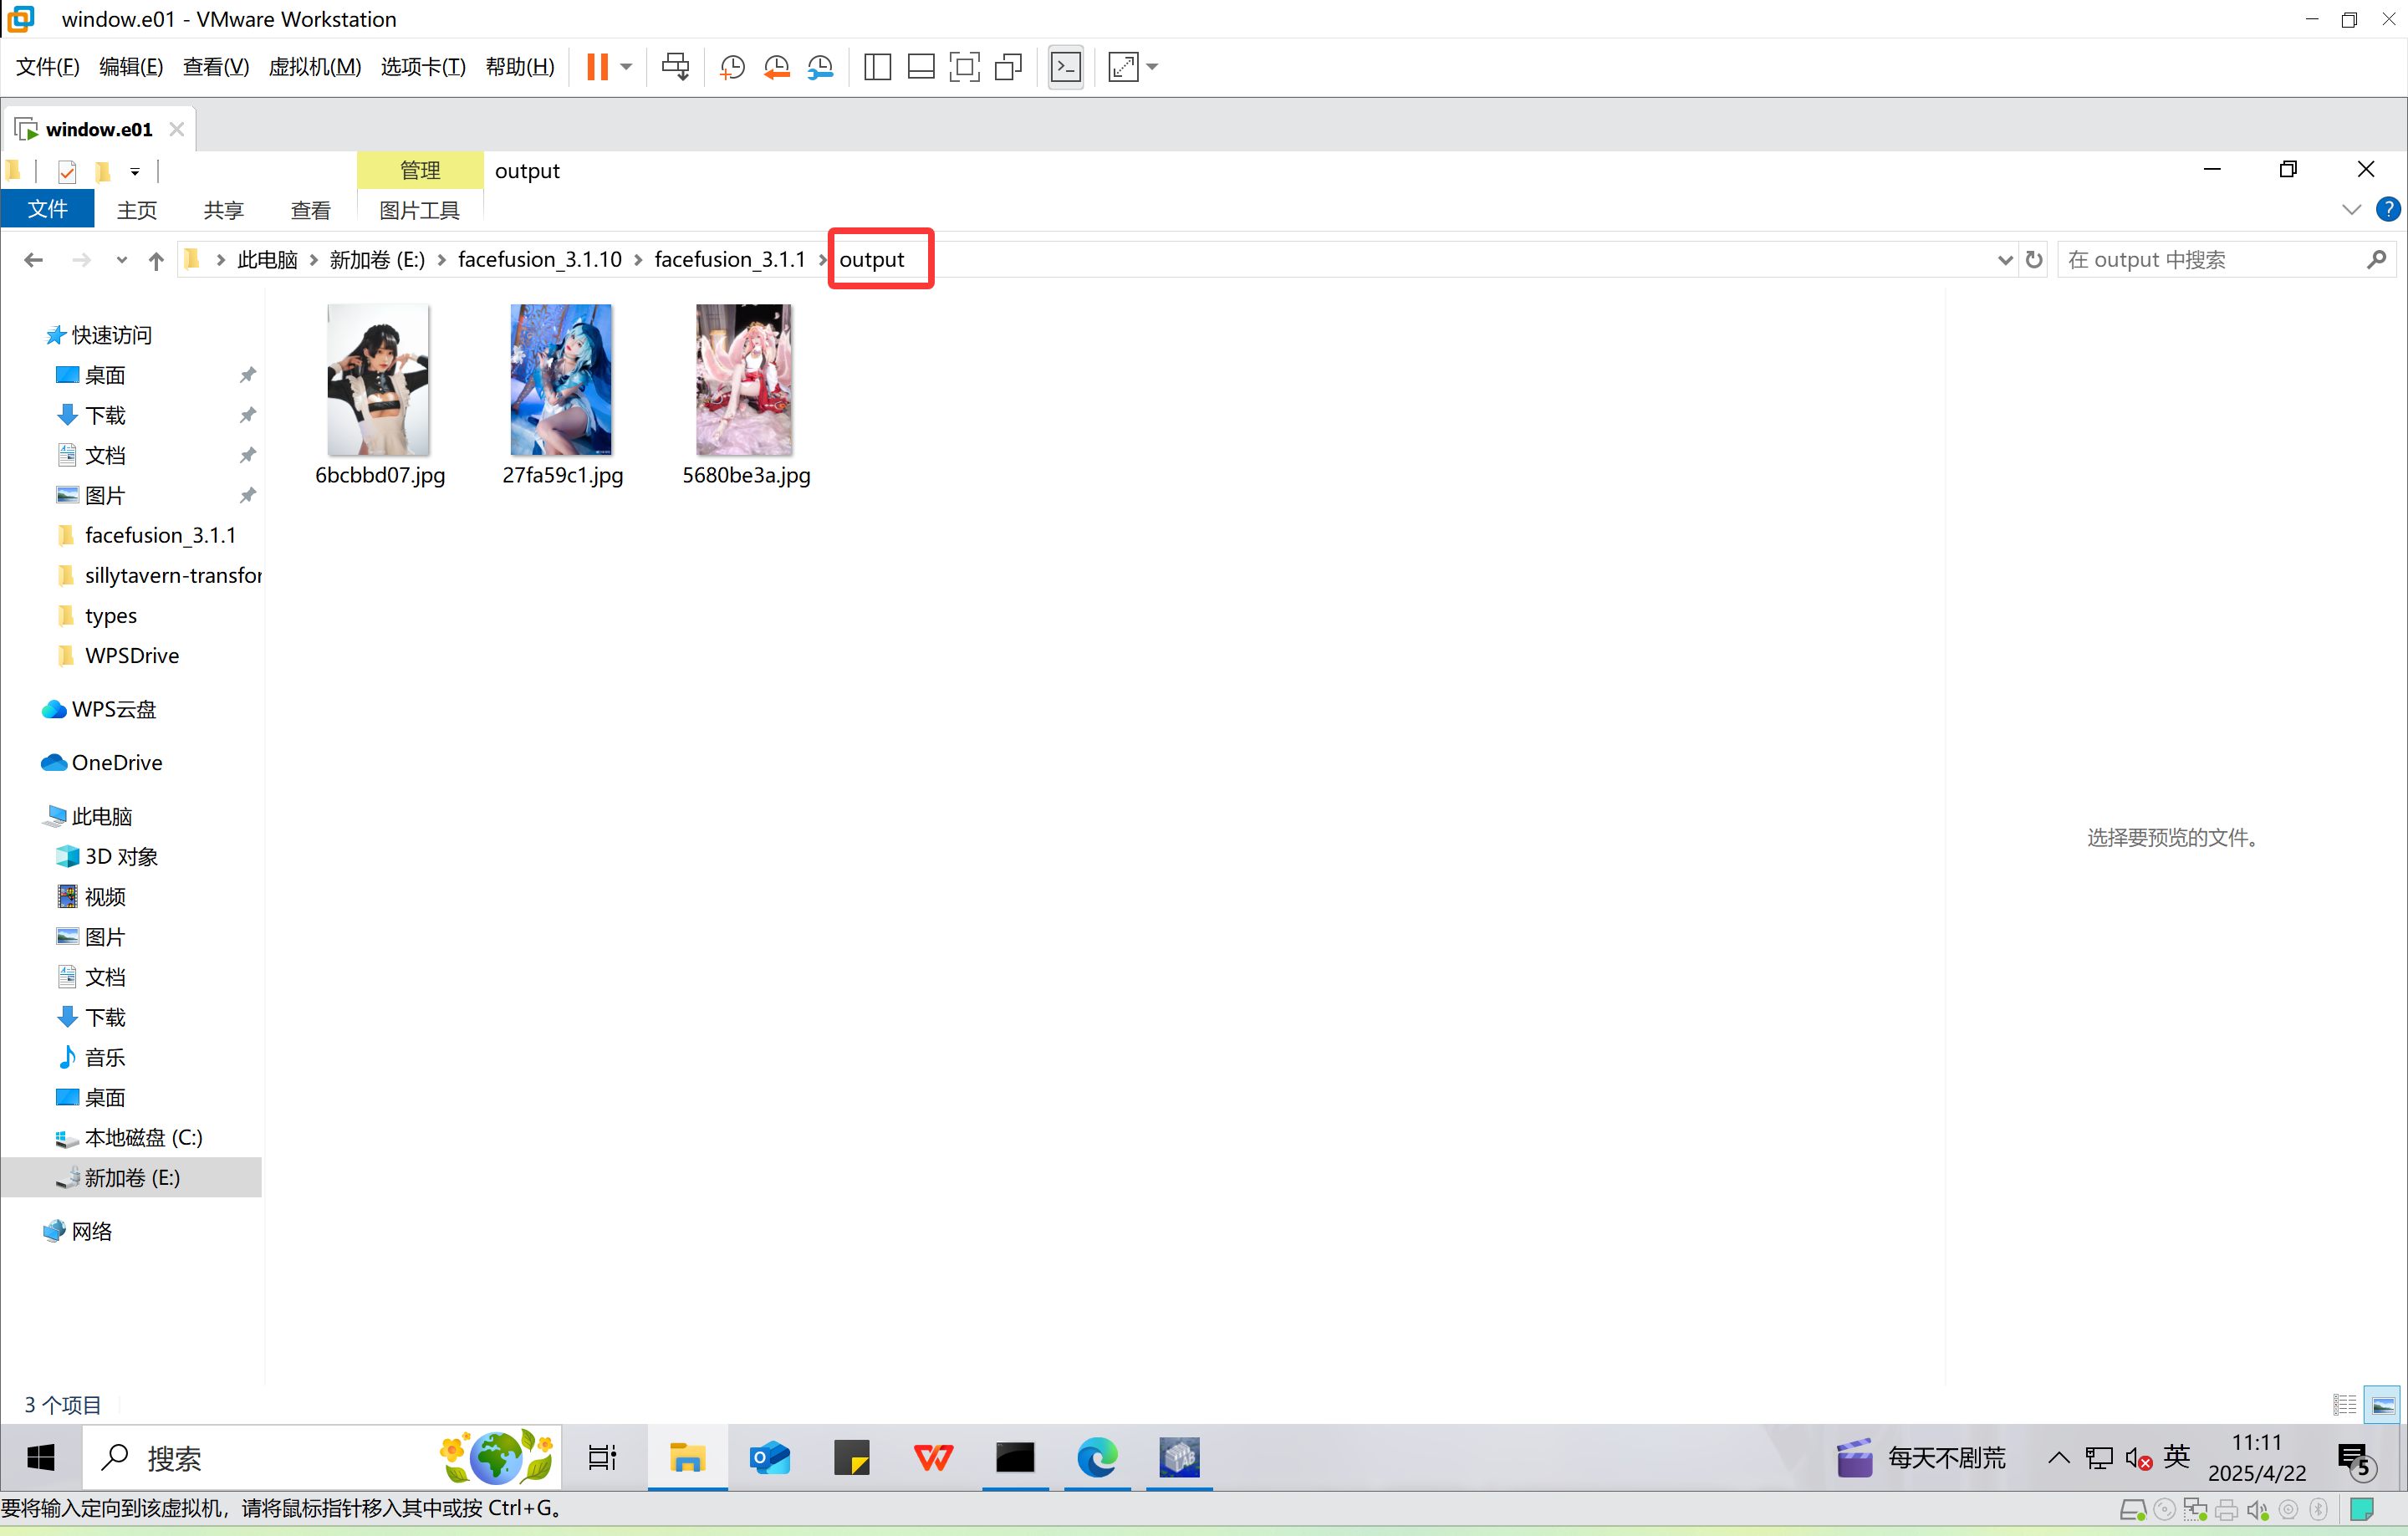 window.e01 - VMware Workstation
文件(F) 编辑(E) 查看(V) 虚拟机(M) 选项卡(T) 帮助(H)
window.e01
管理 output
文件 主页 共享 查看 图片工具
此电脑 新加卷 (E:) facefusion_3.1.10 facefusion_3.1.1 output
在 output 中搜索
快速访问
桌面
下载
文档
图片
facefusion_3.1.1
sillytavern-transfor
types
WPSDrive
WPS云盘
OneDrive
此电脑
3D 对象
视频
图片
文档
下载
音乐
桌面
本地磁盘 (C:)
新加卷 (E:)
网络
6bcbbd07.jpg 27fa59c1.jpg 5680be3a.jpg
选择要预览的文件。
3 个项目
搜索
每天不剧荒
英
11:11
2025/4/22
5
要将输入定向到该虚拟机，请将鼠标指针移入其中或按 Ctrl+G。